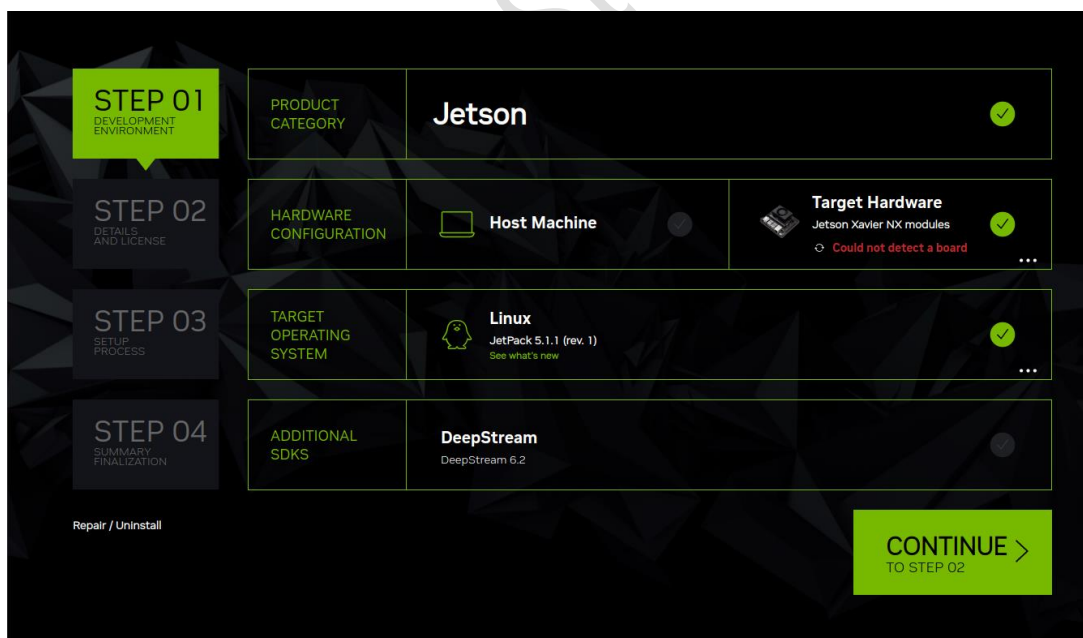 STEP 01
DEVELOPMENT
ENVIRONMENT
PRODUCT
CATEGORY
Jetson
STEP 02
DETAILS
AND LICENSE
HARDWARE
CONFIGURATION
Host Machine
Target Hardware
Jetson Xavier NX modules
Could not detect a board
...
STEP 03
SETUP
PROCESS
TARGET
OPERATING
SYSTEM
Linux
JetPack 5.1.1 (rev. 1)
See what's new
...
STEP 04
SUMMARY
FINALIZATION
ADDITIONAL
SDKS
DeepStream
DeepStream 6.2
Repair / Uninstall
CONTINUE >
TO STEP 02